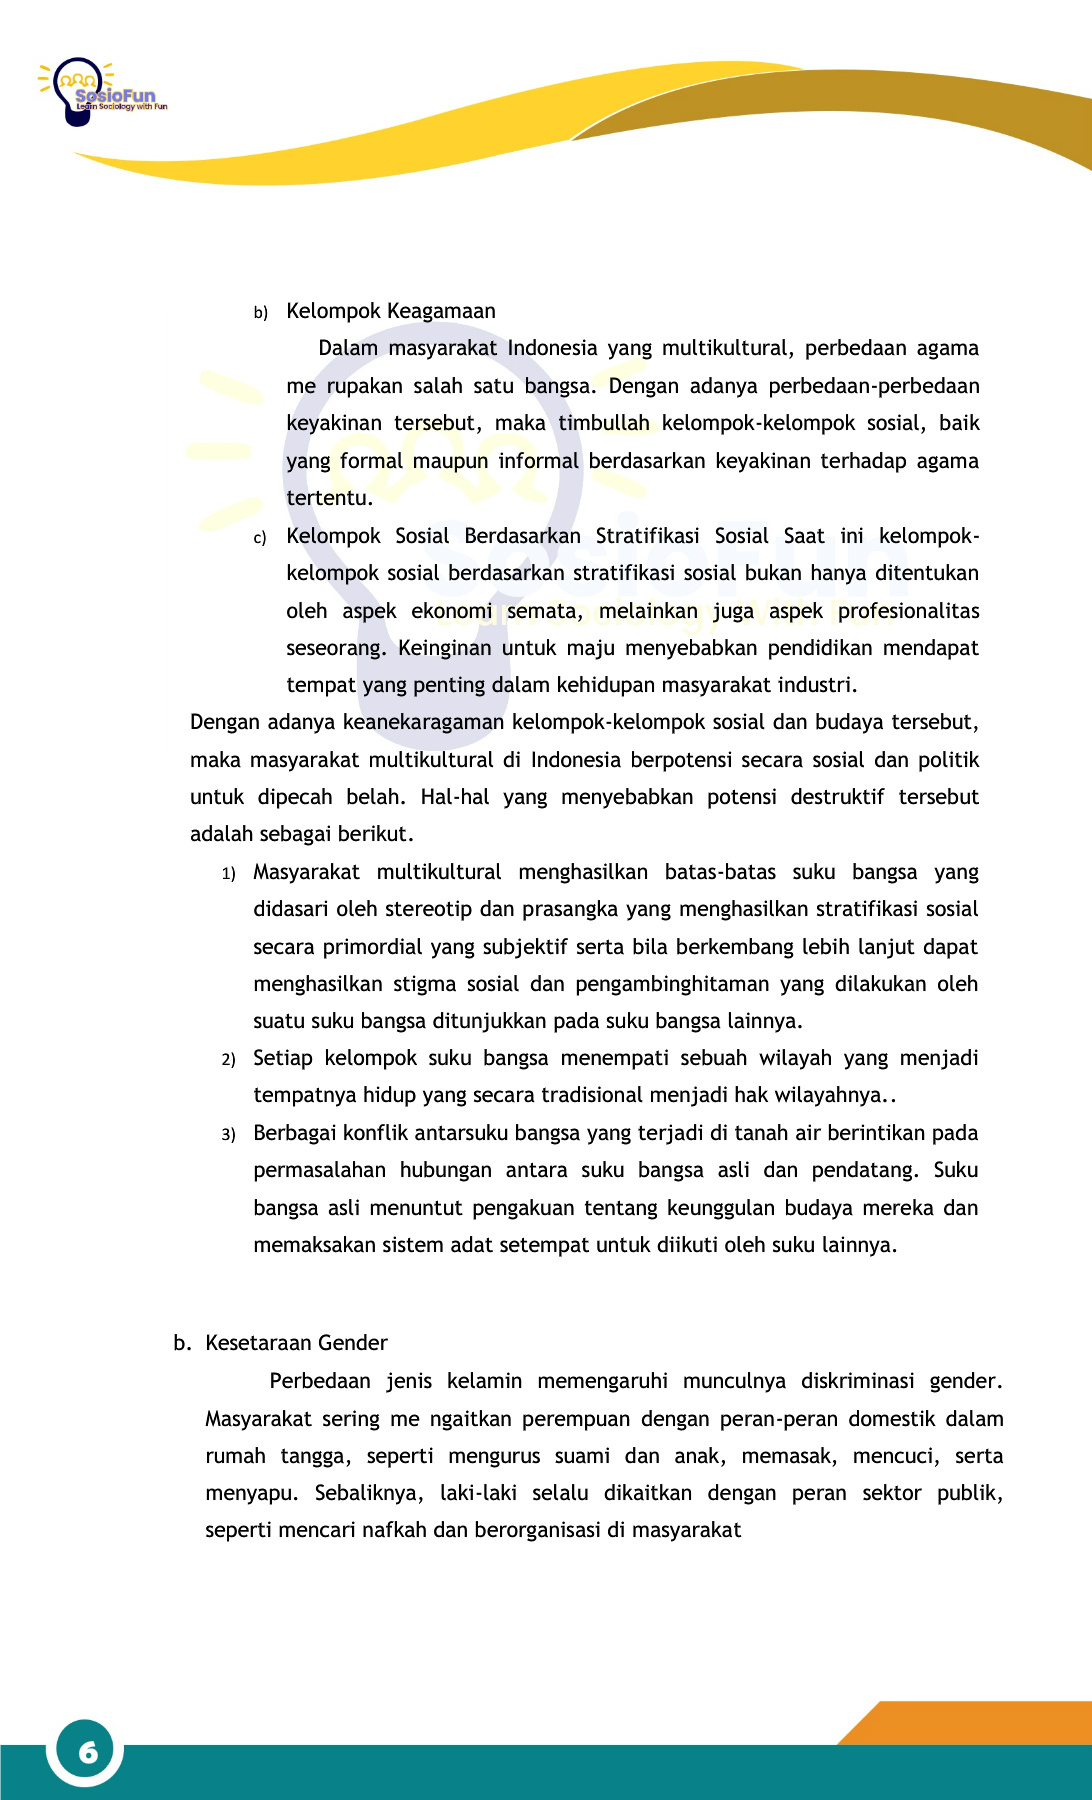 SosioFun
Learn Sociology with Fun
b) Kelompok Keagamaan
Dalam masyarakat Indonesia yang multikultural, perbedaan agama
me rupakan salah satu bangsa. Dengan adanya perbedaan-perbedaan
keyakinan tersebut, maka timbullah kelompok-kelompok sosial, baik
yang formal maupun informal berdasarkan keyakinan terhadap agama
tertentu.
c) Kelompok Sosial Berdasarkan Stratifikasi Sosial Saat ini kelompok-
kelompok sosial berdasarkan stratifikasi sosial bukan hanya ditentukan
oleh aspek ekonomi semata, melainkan juga aspek profesionalitas
seseorang. Keinginan untuk maju menyebabkan pendidikan mendapat
tempat yang penting dalam kehidupan masyarakat industri.
Dengan adanya keanekaragaman kelompok-kelompok sosial dan budaya tersebut,
maka masyarakat multikultural di Indonesia berpotensi secara sosial dan politik
untuk dipecah belah. Hal-hal yang menyebabkan potensi destruktif tersebut
adalah sebagai berikut.
1) Masyarakat multikultural menghasilkan batas-batas suku bangsa yang
didasari oleh stereotip dan prasangka yang menghasilkan stratifikasi sosial
secara primordial yang subjektif serta bila berkembang lebih lanjut dapat
menghasilkan stigma sosial dan pengambinghitaman yang dilakukan oleh
suatu suku bangsa ditunjukkan pada suku bangsa lainnya.
2) Setiap kelompok suku bangsa menempati sebuah wilayah yang menjadi
tempatnya hidup yang secara tradisional menjadi hak wilayahnya..
3) Berbagai konflik antarsuku bangsa yang terjadi di tanah air berintikan pada
permasalahan hubungan antara suku bangsa asli dan pendatang. Suku
bangsa asli menuntut pengakuan tentang keunggulan budaya mereka dan
memaksakan sistem adat setempat untuk diikuti oleh suku lainnya.
b. Kesetaraan Gender
Perbedaan jenis kelamin memengaruhi munculnya diskriminasi gender.
Masyarakat sering me ngaitkan perempuan dengan peran-peran domestik dalam
rumah tangga, seperti mengurus suami dan anak, memasak, mencuci, serta
menyapu. Sebaliknya, laki-laki selalu dikaitkan dengan peran sektor publik,
seperti mencari nafkah dan berorganisasi di masyarakat
6